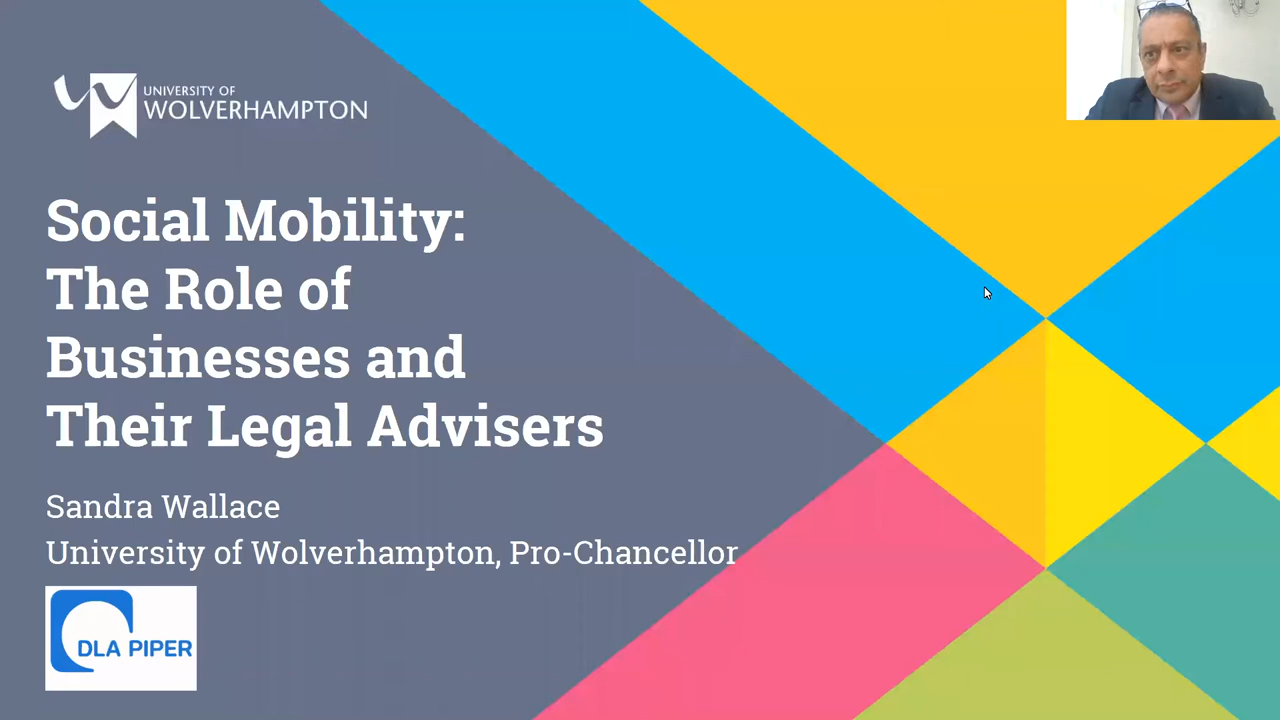 UNIVERSITY OF
WOLVERHAMPTON
Social Mobility:
The Role of
Businesses and
Their Legal Advisers
Sandra Wallace
University of Wolverhampton, Pro-Chancellor
DLA PIPER